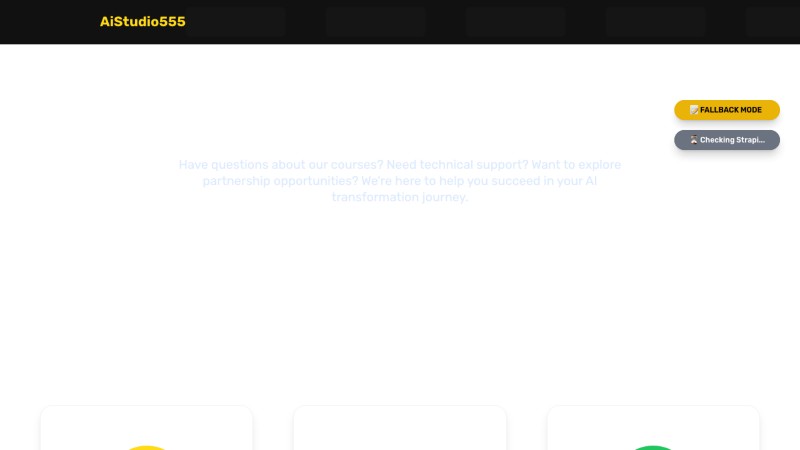 AiStudio555
📝FALLBACK MODE
⏳Checking Strapi...
Have questions about our courses? Need technical support? Want to explore
partnership opportunities? We're here to help you succeed in your AI
transformation journey.